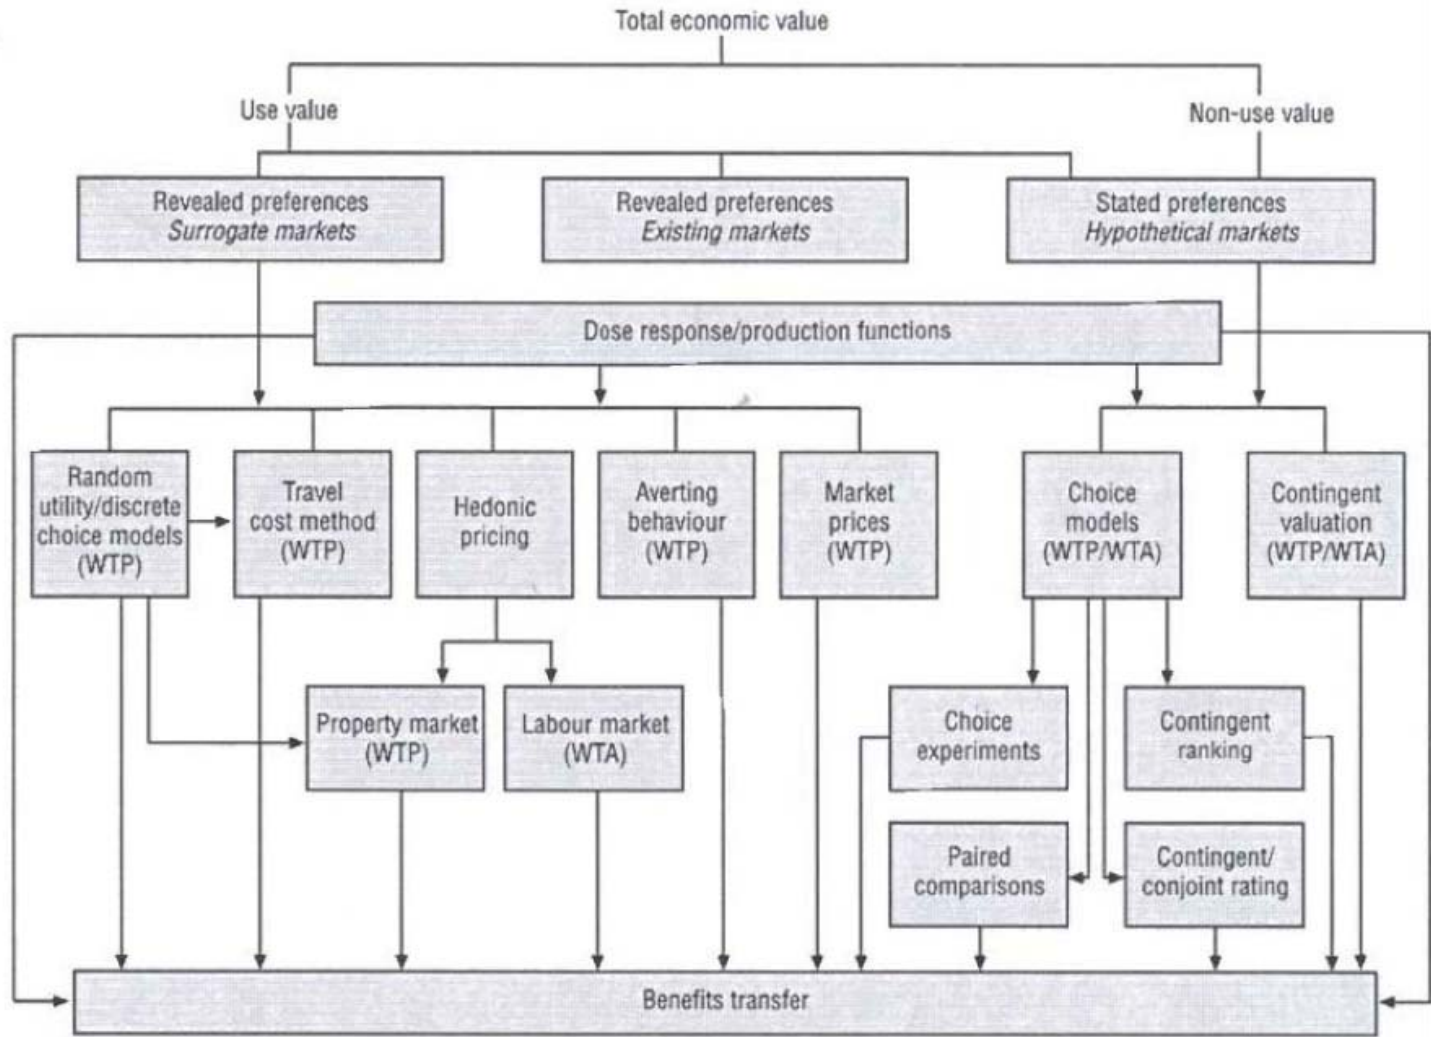 Total economic value
Use value
Non-use value
Revealed preferences
Surrogate markets
Revealed preferences
Existing markets
Stated preferences
Hypothetical markets
Dose response/production functions
Random
utility/discrete
choice models
(WTP)
Travel
cost method
(WTP)
Hedonic
pricing
Averting
behaviour
(WTP)
Market
prices
(WTP)
Choice
models
(WTP/WTA)
Contingent
valuation
(WTP/WTA)
Property market
(WTP)
Labour market
(WTA)
Choice
experiments
Contingent
ranking
Paired
comparisons
Contingent/
conjoint rating
Benefits transfer